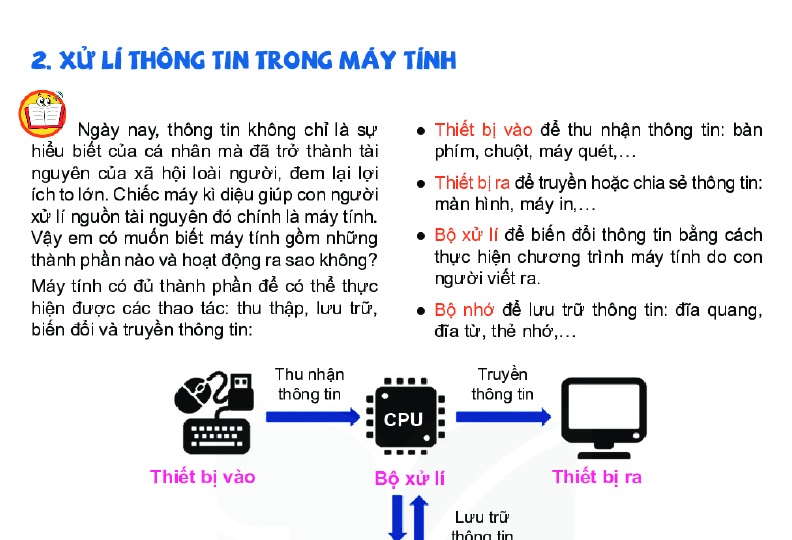 2. XỬ LÍ THÔNG TIN TRONG MÁY TÍNH
Ngày nay, thông tin không chỉ là sự
hiểu biết của cá nhân mà đã trở thành tài
nguyên của xã hội loài người, đem lại lợi
ích to lớn. Chiếc máy kì diệu giúp con người
xử lí nguồn tài nguyên đó chính là máy tính.
Vậy em có muốn biết máy tính gồm những
thành phần nào và hoạt động ra sao không?
Máy tính có đủ thành phần để có thể thực
hiện được các thao tác: thu thập, lưu trữ,
biến đổi và truyền thông tin:
● Thiết bị vào để thu nhận thông tin: bàn
phím, chuột, máy quét,…
● Thiết bị ra để truyền hoặc chia sẻ thông tin:
màn hình, máy in,…
● Bộ xử lí để biến đổi thông tin bằng cách
thực hiện chương trình máy tính do con
người viết ra.
● Bộ nhớ để lưu trữ thông tin: đĩa quang,
đĩa từ, thẻ nhớ,…
Thu nhận
thông tin
Truyền
thông tin
CPU
Thiết bị vào
Bộ xử lí
Thiết bị ra
Lưu trữ
thông tin